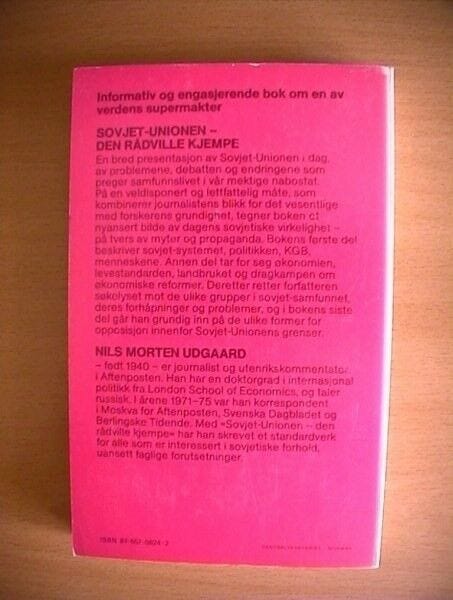 Informativ og engasjerende bok om en av
verdens supermakter
SOVJET-UNIONEN –
DEN RÅDVILLE KJEMPE
En bred presentasjon av Sovjet-Unionen i dag,
av problemene, debatten og endringene som
preger samfunnslivet i vår mektige nabostat.
På en veldisponert og lettfattelig måte, som
kombinerer journalistens blikk for det vesentlige
med forskerens grundighet, tegner boken et
nyansert bilde av dagens sovjetiske virkelighet –
på tvers av myter og propaganda. Bokens første del
beskriver sovjet-systemet, politikken, KGB,
menneskene. Annen del tar for seg økonomien,
levestandarden, landbruket og dragkampen om
økonomiske reformer. Deretter retter forfatteren
søkelyset mot de ulike grupper i sovjet-samfunnet,
deres forhåpninger og problemer, og i bokens siste
del går han grundig inn på de ulike former for
opposisjon innenfor Sovjet-Unionens grenser.
NILS MORTEN UDGAARD
– født 1940 – er journalist og utenrikskommentator
i Aftenposten. Han har en doktorgrad i internasjonal
politikk fra London School of Economics, og taler
russisk. I årene 1971–75 var han korrespondent
i Moskva for Aftenposten, Svenska Dagbladet og
Berlingske Tidende. Med «Sovjet-Unionen – den
rådville kjempe» har han skrevet et standardverk
for alle som er interessert i sovjetiske forhold,
uansett faglige forutsetninger.
ISBN 82-